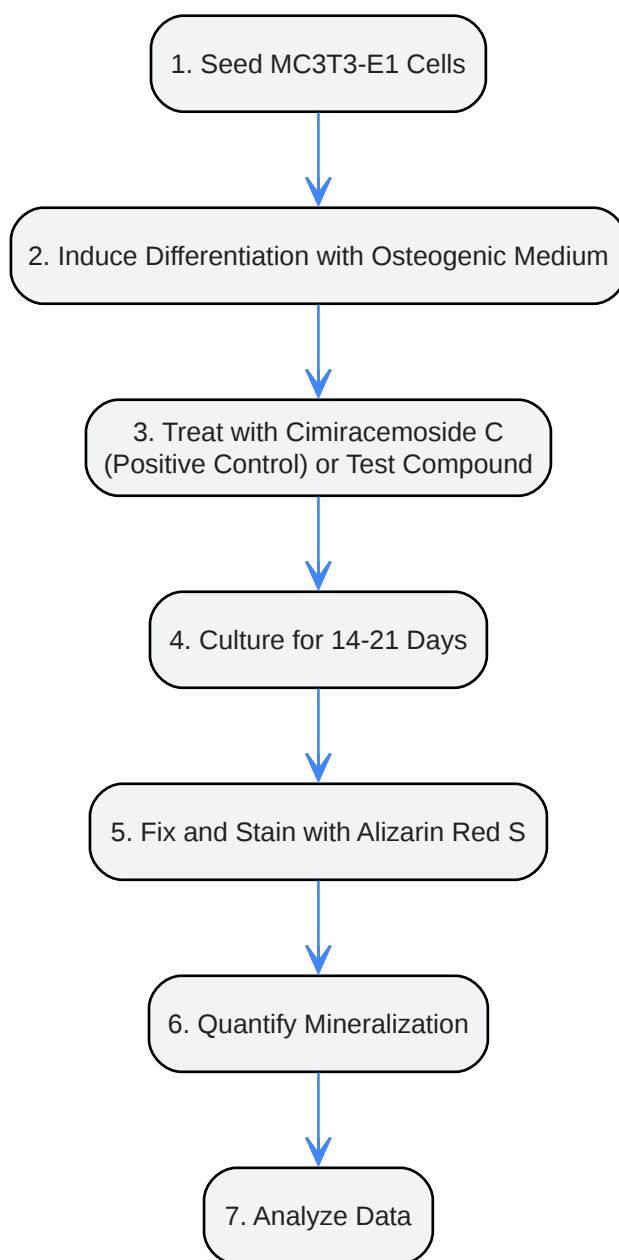 1. Seed MC3T3-E1 Cells
2. Induce Differentiation with Osteogenic Medium
3. Treat with Cimiracemoside C
(Positive Control) or Test Compound
4. Culture for 14-21 Days
5. Fix and Stain with Alizarin Red S
6. Quantify Mineralization
7. Analyze Data